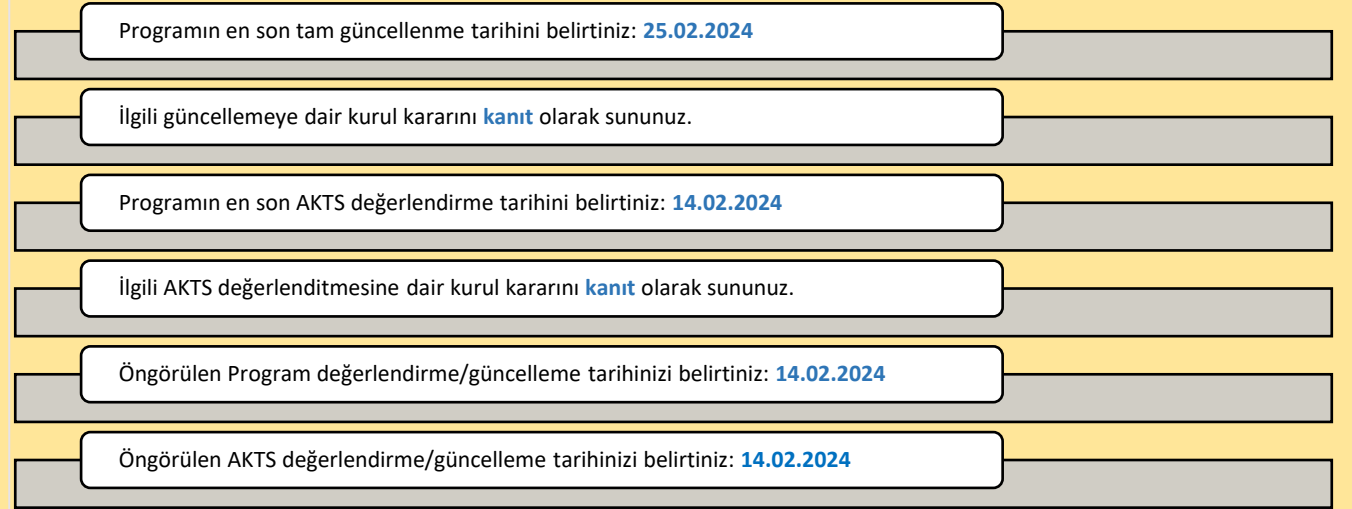 Programın en son tam güncellenme tarihini belirtiniz: 25.02.2024
İlgili güncellemeye dair kurul kararını kanıt olarak sununuz.
Programın en son AKTS değerlendirme tarihini belirtiniz: 14.02.2024
İlgili AKTS değerlenditmesine dair kurul kararını kanıt olarak sununuz.
Öngörülen Program değerlendirme/güncelleme tarihinizi belirtiniz: 14.02.2024
Öngörülen AKTS değerlendirme/güncelleme tarihinizi belirtiniz: 14.02.2024